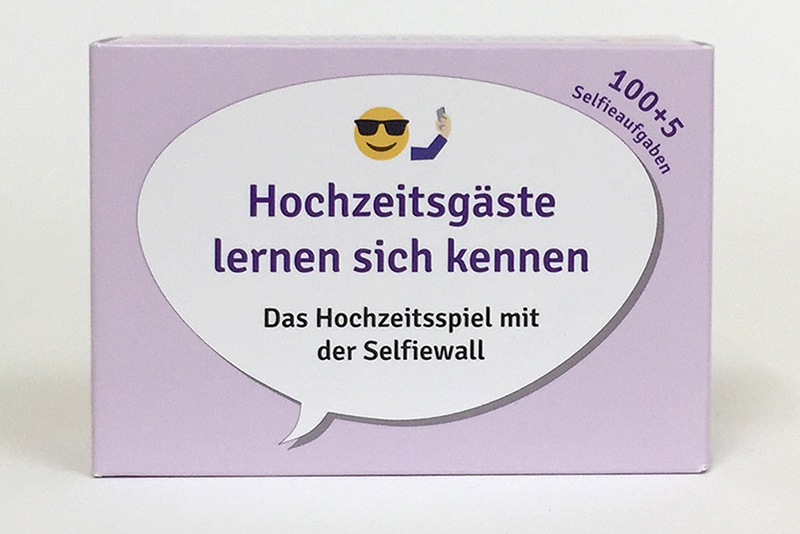 100+5
Selfieaufgaben
Hochzeitsgäste
lernen sich kennen
Das Hochzeitsspiel mit
der Selfiewall